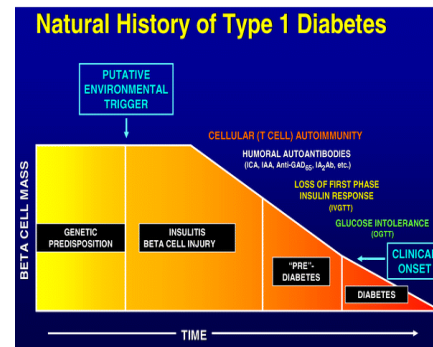 Natural History of Type 1 Diabetes
PUTATIVE
ENVIRONMENTAL
TRIGGER
CELLULAR (T CELL) AUTOIMMUNITY
HUMORAL AUTOANTIBODIES
(ICA, IAA, Anti-GAD65, IA2Ab, etc.)
LOSS OF FIRST PHASE
INSULIN RESPONSE
(IVGTT)
GLUCOSE INTOLERANCE
(OGTT)
CLINICAL
ONSET
BETA CELL MASS
GENETIC
PREDISPOSITION
INSULITIS
BETA CELL INJURY
"PRE"-
DIABETES
DIABETES
TIME